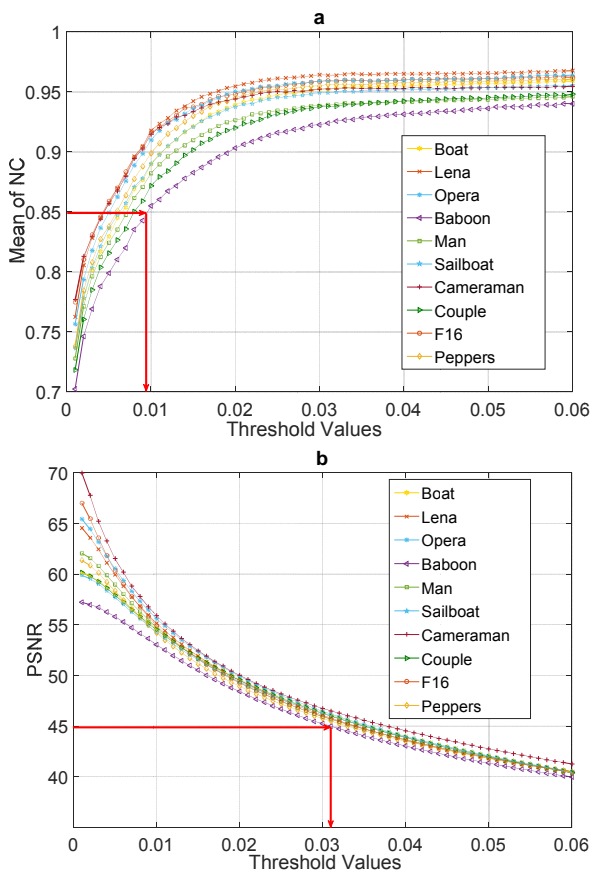 a
1
0.95
0.9
0.85
0.8
0.75
0.7
Mean of NC
Boat
Lena
Opera
Baboon
Man
Sailboat
Cameraman
Couple
F16
Peppers
0 0.01 0.02 0.03 0.04 0.05 0.06
Threshold Values
b
70
65
60
55
50
45
40
PSNR
Boat
Lena
Opera
Baboon
Man
Sailboat
Cameraman
Couple
F16
Peppers
0 0.01 0.02 0.03 0.04 0.05 0.06
Threshold Values